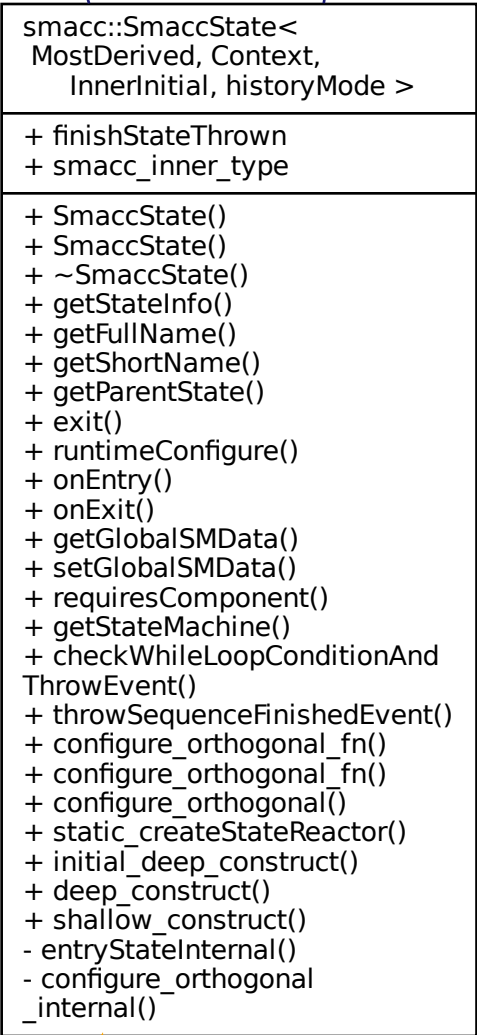 smacc::SmaccState<
MostDerived, Context,
InnerInitial, historyMode >
+ finishStateThrown
+ smacc_inner_type
+ SmaccState()
+ SmaccState()
+ ~SmaccState()
+ getStateInfo()
+ getFullName()
+ getShortName()
+ getParentState()
+ exit()
+ runtimeConfigure()
+ onEntry()
+ onExit()
+ getGlobalSMData()
+ setGlobalSMData()
+ requiresComponent()
+ getStateMachine()
+ checkWhileLoopConditionAnd
ThrowEvent()
+ throwSequenceFinishedEvent()
+ configure_orthogonal_fn()
+ configure_orthogonal_fn()
+ configure_orthogonal()
+ static_createStateReactor()
+ initial_deep_construct()
+ deep_construct()
+ shallow_construct()
- entryStateInternal()
- configure_orthogonal
_internal()